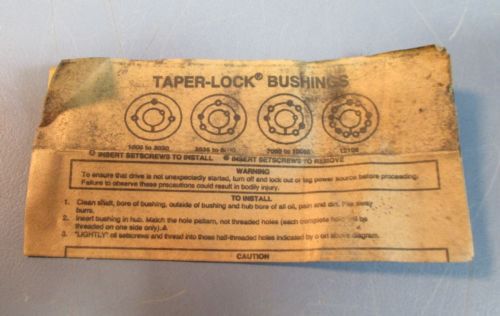 TAPER-LOCK® BUSHINGS
1008 to 3030 3535 to 6050 7060 to 10085 12100
O INSERT SETSCREWS TO INSTALL ● INSERT SETSCREWS TO REMOVE
WARNING
To ensure that drive is not unexpectedly started, turn off and lock out or tag power source before proceeding.
Failure to observe these precautions could result in bodily injury.
TO INSTALL
1. Clean shaft, bore of bushing, outside of bushing and hub bore of all oil, paint and dirt. File away
burrs.
2. Insert bushing in hub. Match the hole pattern, not threaded holes (each complete hole will be
threaded on one side only).
3. "LIGHTLY" oil setscrews and thread into those half-threaded holes indicated by o on above diagram.
CAUTION